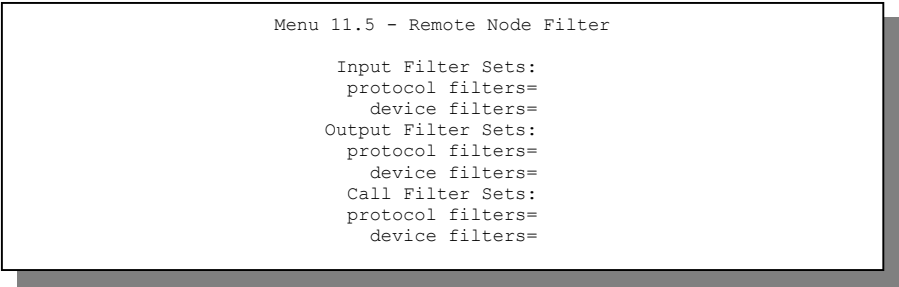 Menu 11.5 - Remote Node Filter
Input Filter Sets:
protocol filters=
device filters=
Output Filter Sets:
protocol filters=
device filters=
Call Filter Sets:
protocol filters=
device filters=